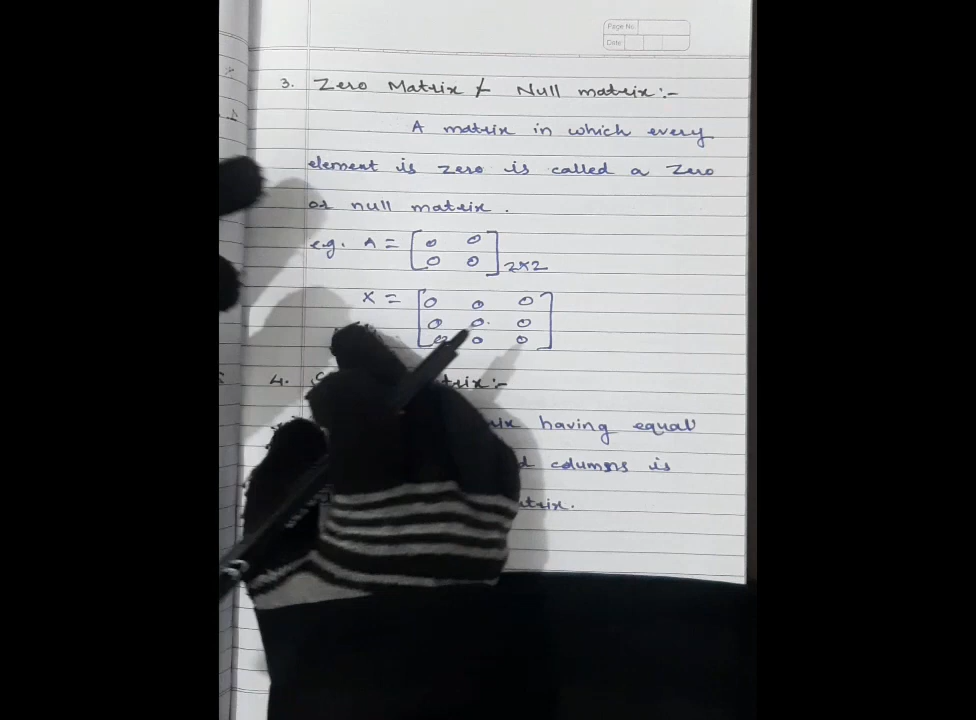 Page No.
Date
3. Zero Matrix / Null matrix:-
A matrix in which every
element is zero is called a Zero
or null matrix.
e.g. A = [0 0
0 0] 2×2
X = [0 0 0
0 0 0
0 0 0]
4.
having equal
columns is